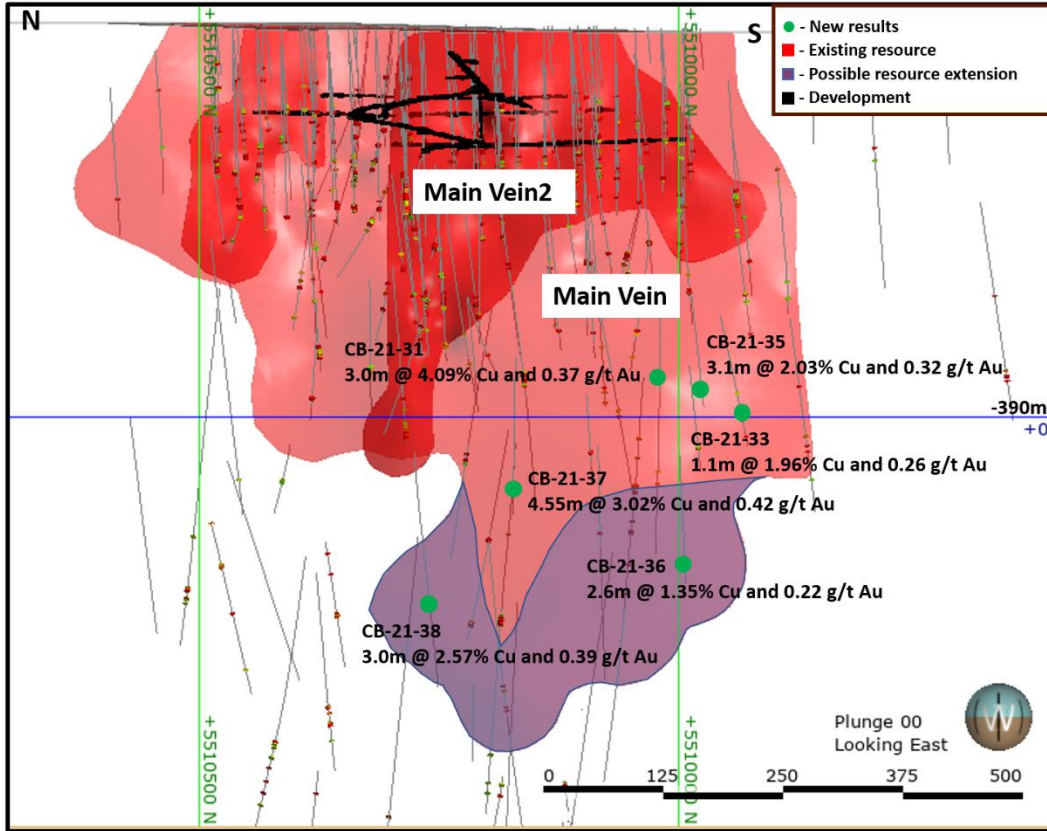 N
S
- New results
- Existing resource
- Possible resource extension
- Development
+ 5510500 N
+ 5510000 N
Main Vein2
Main Vein
CB-21-31
3.0m @ 4.09% Cu and 0.37 g/t Au
CB-21-35
3.1m @ 2.03% Cu and 0.32 g/t Au
-390m
+0
CB-21-33
1.1m @ 1.96% Cu and 0.26 g/t Au
CB-21-37
4.55m @ 3.02% Cu and 0.42 g/t Au
CB-21-36
2.6m @ 1.35% Cu and 0.22 g/t Au
CB-21-38
3.0m @ 2.57% Cu and 0.39 g/t Au
+ 5510500 N
+ 5510000 N
Plunge 00
Looking East
W
0 125 250 375 500